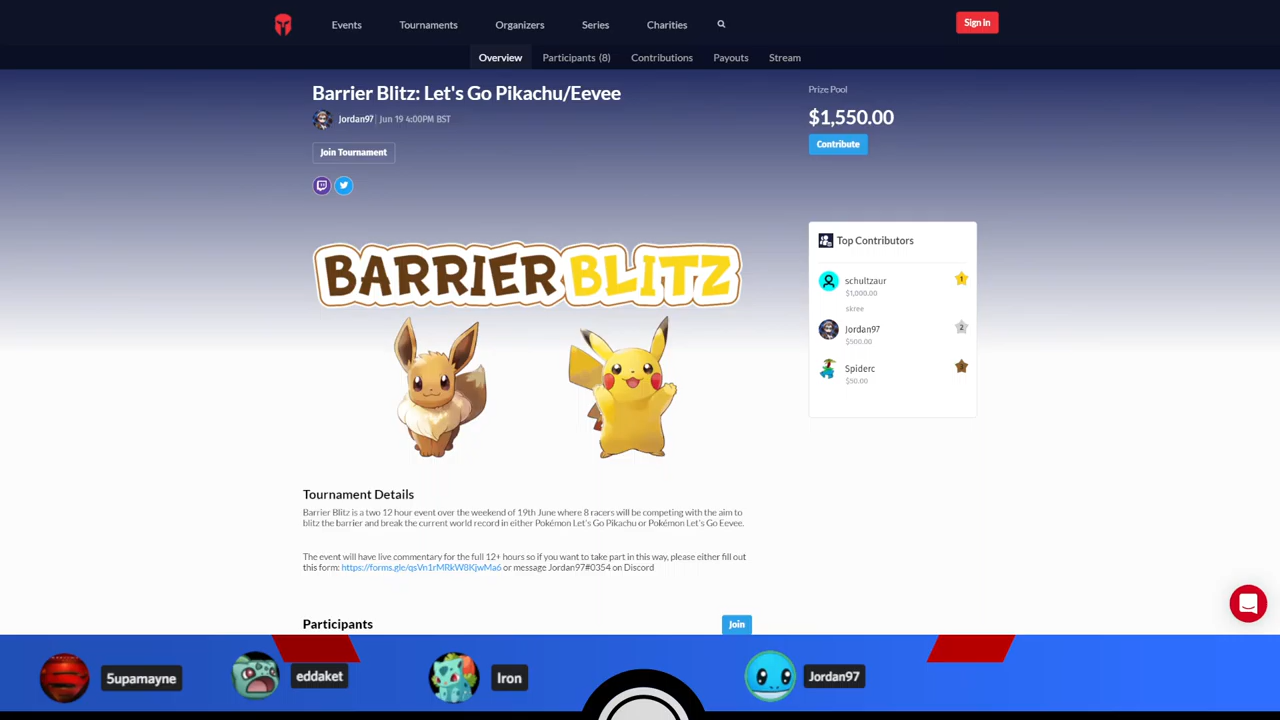 Events Tournaments Organizers Series Charities Sign in
Overview Participants (8) Contributions Payouts Stream
Barrier Blitz: Let's Go Pikachu/Eevee
Jordan97 | Jun 19 4:00PM BST
Join Tournament
Prize Pool
$1,550.00
Contribute
BARRIER BLITZ
Top Contributors
schultzaur
1
$1,000.00
skree
Jordan97
2
$500.00
Spiderc
3
$50.00
Tournament Details
Barrier Blitz is a two 12 hour event over the weekend of 19th June where 8 racers will be competing with the aim to
blitz the barrier and break the current world record in either Pokémon Let's Go Pikachu or Pokémon Let's Go Eevee.
The event will have live commentary for the full 12+ hours so if you want to take part in this way, please either fill out
this form: https://forms.gle/qsVn1rMRkW8KjwMa6 or message Jordan97#0354 on Discord
Participants Join
5upamayne eddaket Iron Jordan97